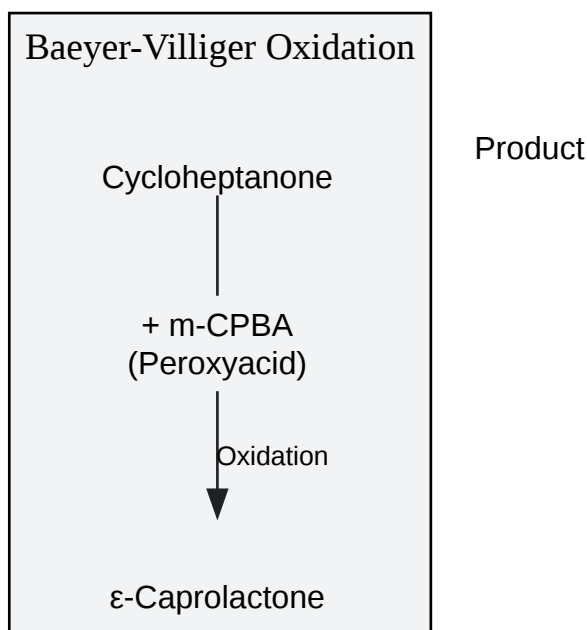 Baeyer-Villiger Oxidation
Product
Cycloheptanone
+ m-CPBA
(Peroxyacid)
Oxidation
ε-Caprolactone